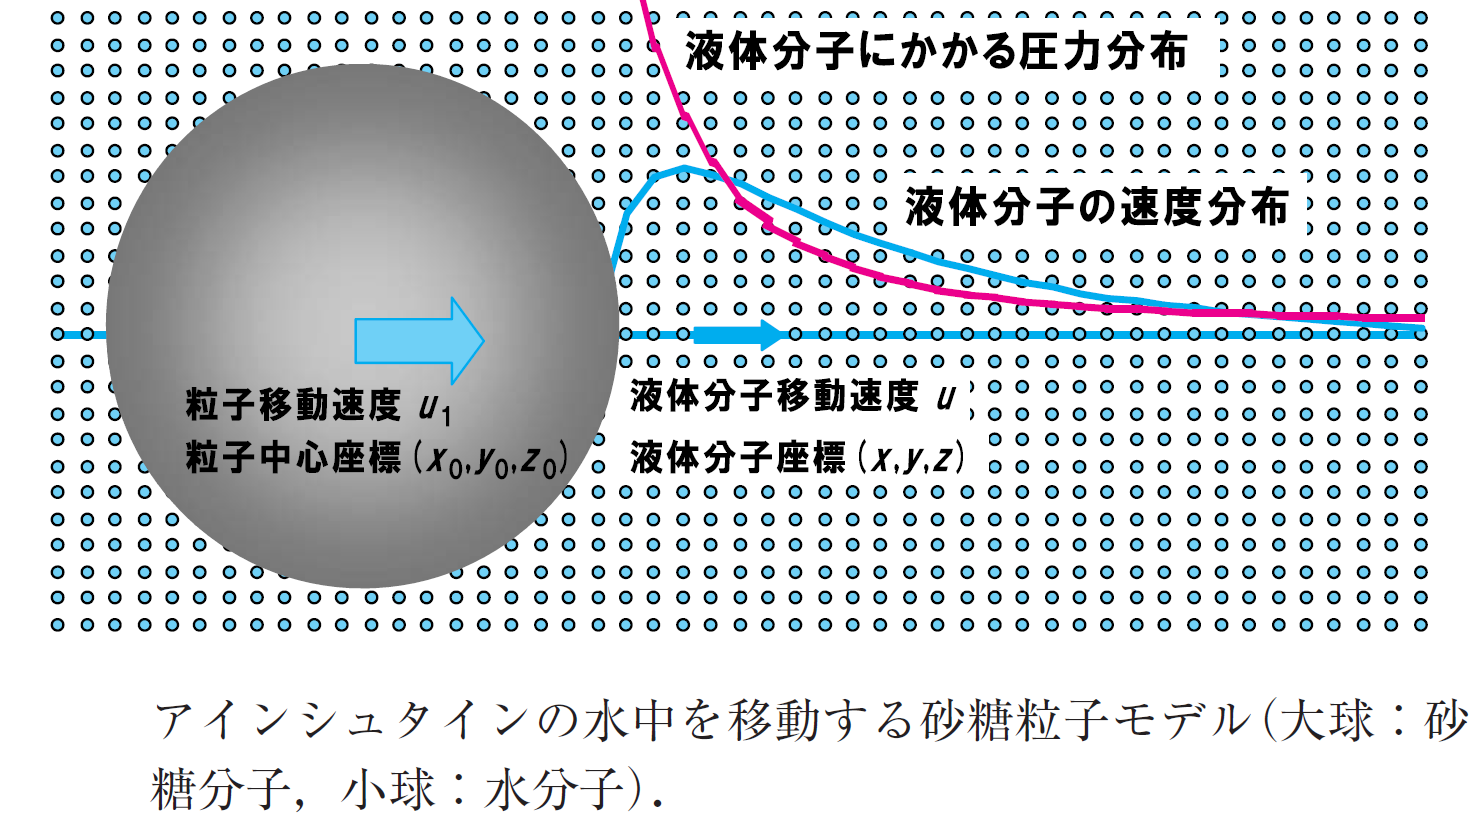 液体分子にかかる圧力分布
液体分子の速度分布
粒子移動速度 u1
粒子中心座標(x0,y0,z0)
液体分子移動速度 u
液体分子座標(x,y,z)
アインシュタインの水中を移動する砂糖粒子モデル(大球：砂
糖分子，小球：水分子).